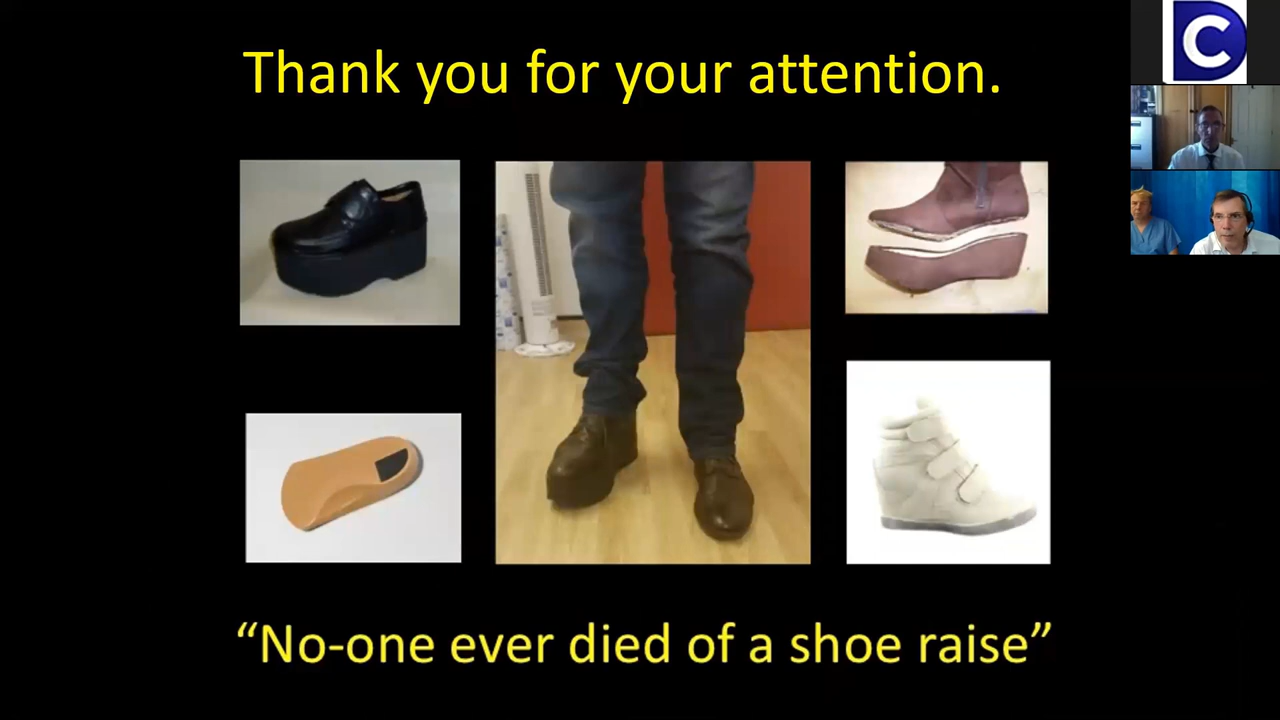 Thank you for your attention.
“No-one ever died of a shoe raise”